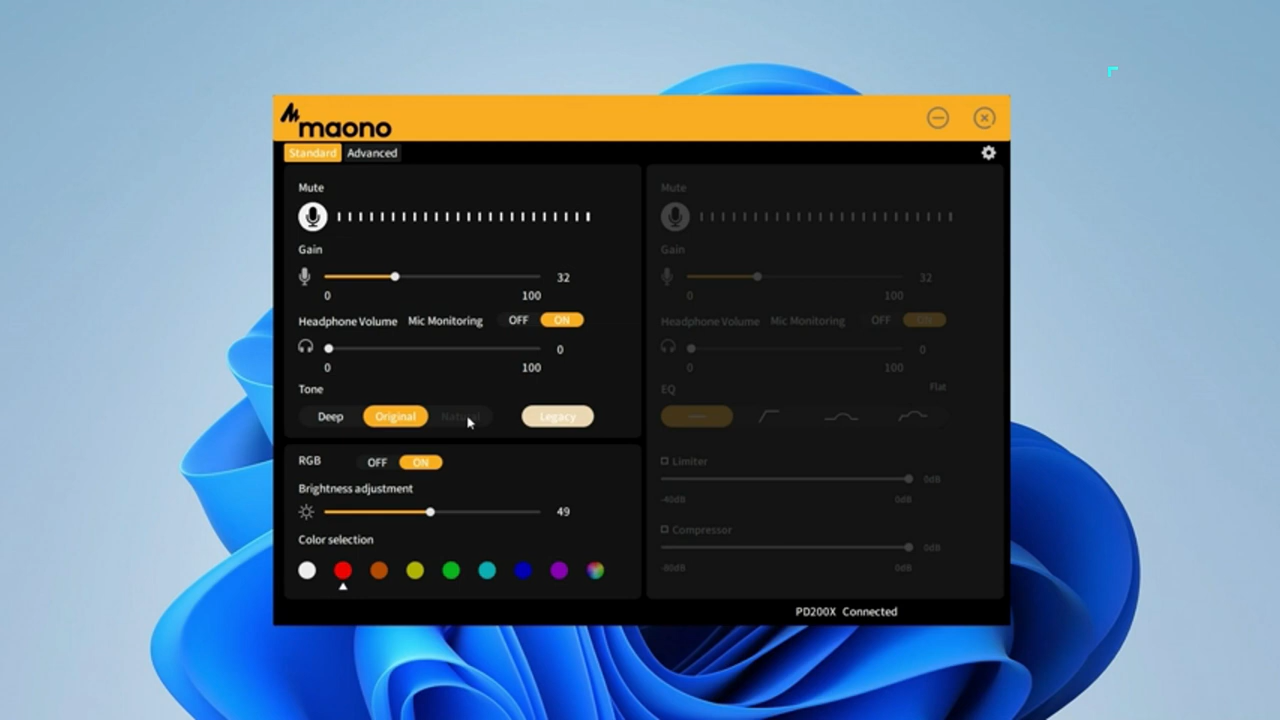 maono
Standard Advanced
Mute
Gain
32
0 100
Headphone Volume Mic Monitoring OFF ON
0
0 100
Tone
Deep Original Natural Legacy
RGB OFF ON
Brightness adjustment
49
Color selection
Mute
Gain
32
0 100
Headphone Volume Mic Monitoring OFF ON
0
0 100
EQ Flat
Limiter
0dB
-40dB 0dB
Compressor
0dB
-80dB 0dB
PD200X Connected